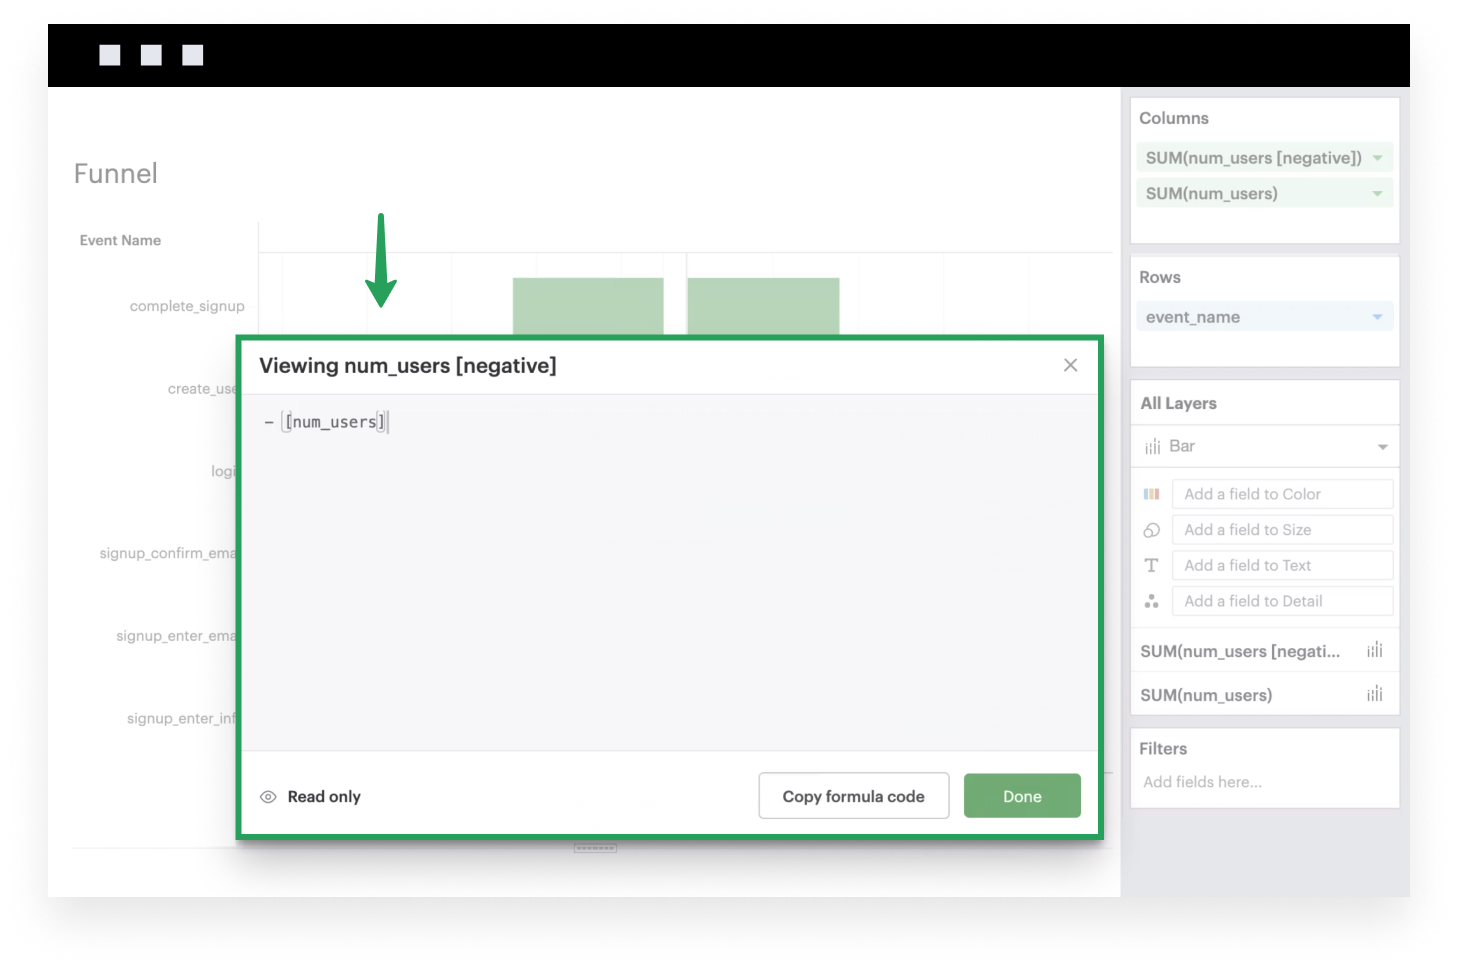 Funnel
Event Name
complete_signup
create_use
logi
signup_confirm_ema
signup_enter_ema
signup_enter_inf
Viewing num_users [negative]
– [num_users]
Read only
Copy formula code
Done
Columns
SUM(num_users [negative])
SUM(num_users)
Rows
event_name
All Layers
Bar
Add a field to Color
Add a field to Size
Add a field to Text
Add a field to Detail
SUM(num_users [negati...
SUM(num_users)
Filters
Add fields here...